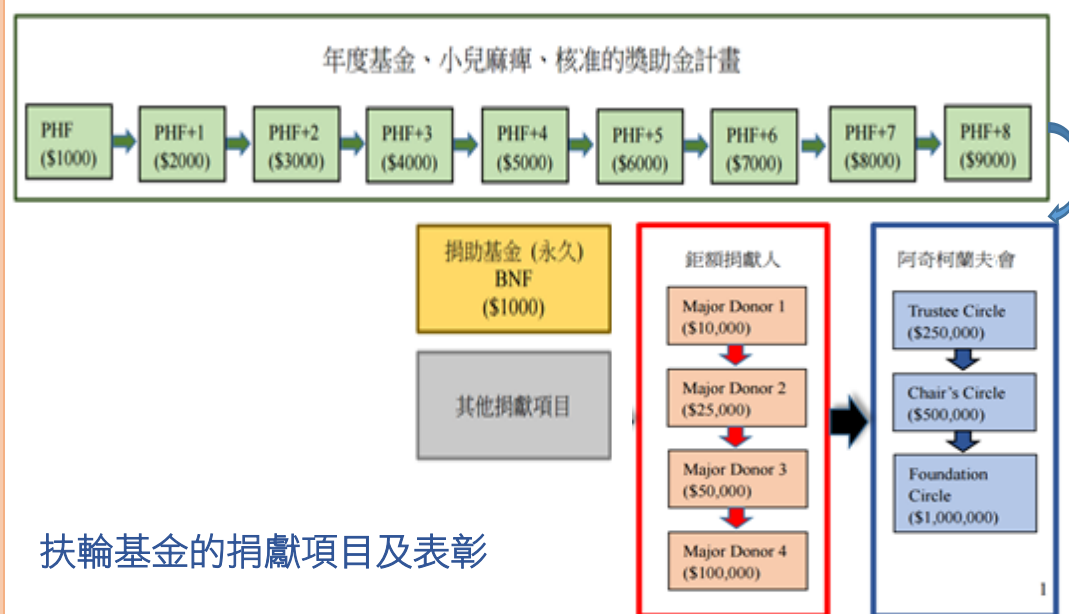 年度基金、小兒麻痺、核准的獎助金計畫
PHF
($1000)
PHF+1
($2000)
PHF+2
($3000)
PHF+3
($4000)
PHF+4
($5000)
PHF+5
($6000)
PHF+6
($7000)
PHF+7
($8000)
PHF+8
($9000)
捐助基金 (永久)
BNF
($1000)
其他捐獻項目
鉅額捐獻人
Major Donor 1
($10,000)
Major Donor 2
($25,000)
Major Donor 3
($50,000)
Major Donor 4
($100,000)
阿奇柯蘭夫會
Trustee Circle
($250,000)
Chair’s Circle
($500,000)
Foundation
Circle
($1,000,000)
扶輪基金的捐獻項目及表彰
1